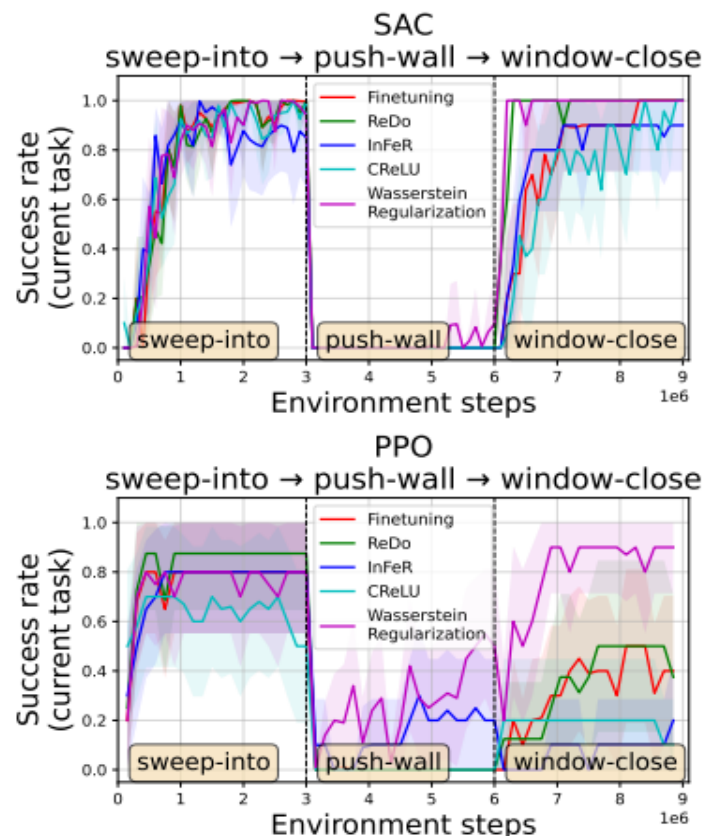 SAC
sweep-into → push-wall → window-close
Success rate
(current task)
1.0
0.8
0.6
0.4
0.2
0.0
Finetuning
ReDo
InFeR
CReLU
Wasserstein
Regularization
sweep-into
push-wall
window-close
0
1
2
3
4
5
6
7
8
9
1e6
Environment steps
PPO
sweep-into → push-wall → window-close
Success rate
(current task)
1.0
0.8
0.6
0.4
0.2
0.0
Finetuning
ReDo
InFeR
CReLU
Wasserstein
Regularization
sweep-into
push-wall
window-close
0
1
2
3
4
5
6
7
8
9
1e6
Environment steps